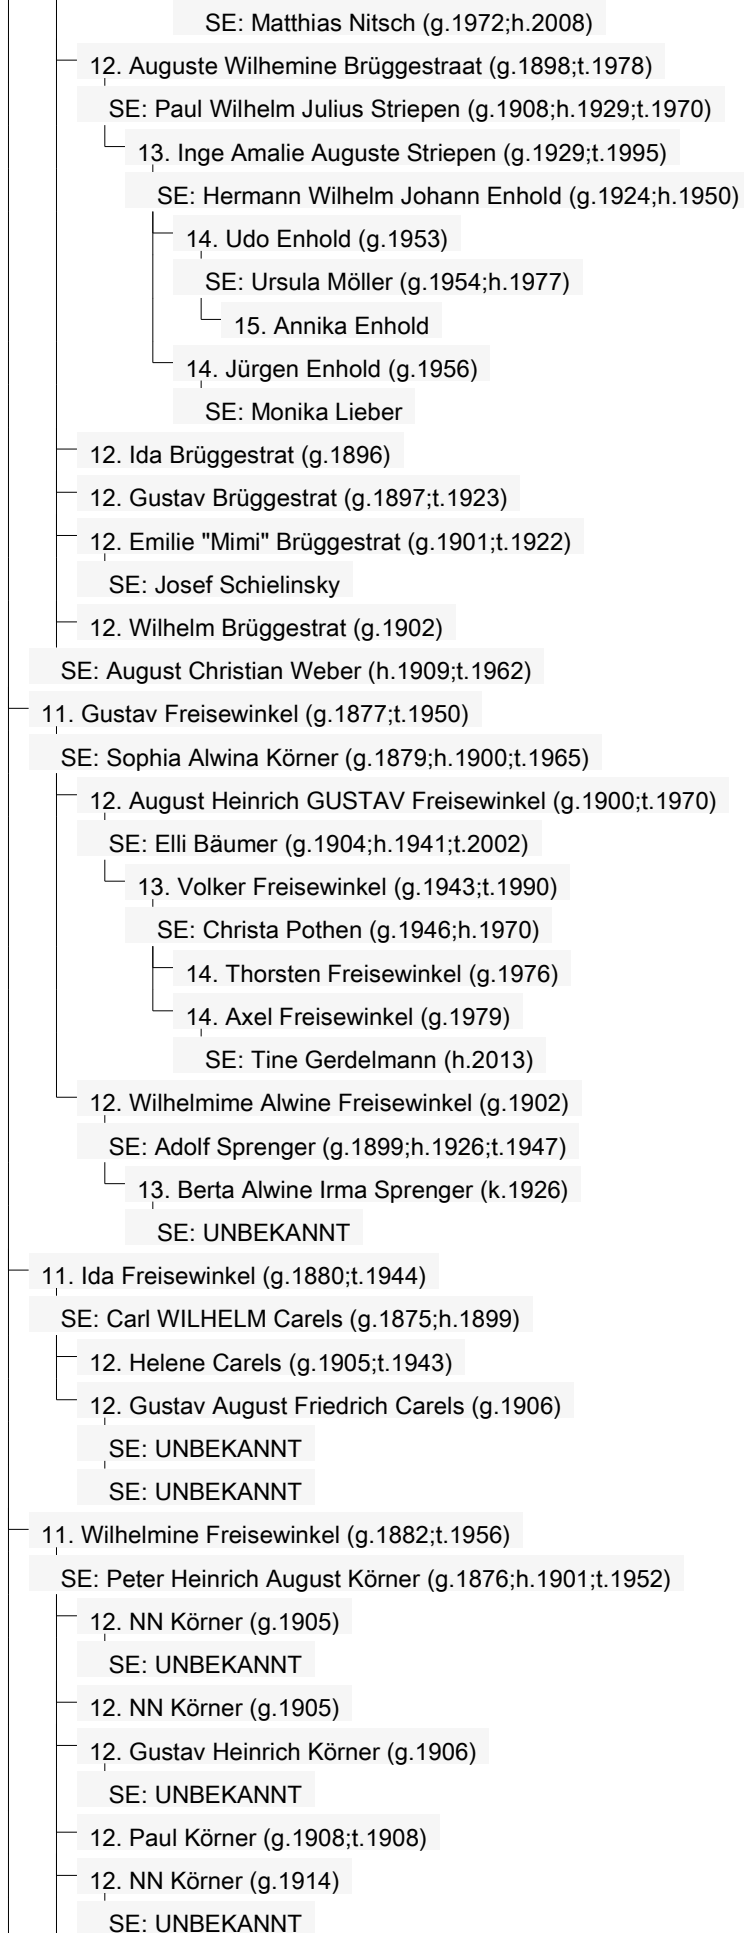 SE: Matthias Nitsch (g.1972;h.2008)
12. Auguste Wilhemine Brüggestraat (g.1898;t.1978)
SE: Paul Wilhelm Julius Striepen (g.1908;h.1929;t.1970)
13. Inge Amalie Auguste Striepen (g.1929;t.1995)
SE: Hermann Wilhelm Johann Enhold (g.1924;h.1950)
14. Udo Enhold (g.1953)
SE: Ursula Möller (g.1954;h.1977)
15. Annika Enhold
14. Jürgen Enhold (g.1956)
SE: Monika Lieber
12. Ida Brüggestrat (g.1896)
12. Gustav Brüggestrat (g.1897;t.1923)
12. Emilie "Mimi" Brüggestrat (g.1901;t.1922)
SE: Josef Schielinsky
12. Wilhelm Brüggestrat (g.1902)
SE: August Christian Weber (h.1909;t.1962)
11. Gustav Freisewinkel (g.1877;t.1950)
SE: Sophia Alwina Körner (g.1879;h.1900;t.1965)
12. August Heinrich GUSTAV Freisewinkel (g.1900;t.1970)
SE: Elli Bäumer (g.1904;h.1941;t.2002)
13. Volker Freisewinkel (g.1943;t.1990)
SE: Christa Pothen (g.1946;h.1970)
14. Thorsten Freisewinkel (g.1976)
14. Axel Freisewinkel (g.1979)
SE: Tine Gerdelmann (h.2013)
12. Wilhelmime Alwine Freisewinkel (g.1902)
SE: Adolf Sprenger (g.1899;h.1926;t.1947)
13. Berta Alwine Irma Sprenger (k.1926)
SE: UNBEKANNT
11. Ida Freisewinkel (g.1880;t.1944)
SE: Carl WILHELM Carels (g.1875;h.1899)
12. Helene Carels (g.1905;t.1943)
12. Gustav August Friedrich Carels (g.1906)
SE: UNBEKANNT
SE: UNBEKANNT
11. Wilhelmine Freisewinkel (g.1882;t.1956)
SE: Peter Heinrich August Körner (g.1876;h.1901;t.1952)
12. NN Körner (g.1905)
SE: UNBEKANNT
12. NN Körner (g.1905)
12. Gustav Heinrich Körner (g.1906)
SE: UNBEKANNT
12. Paul Körner (g.1908;t.1908)
12. NN Körner (g.1914)
SE: UNBEKANNT